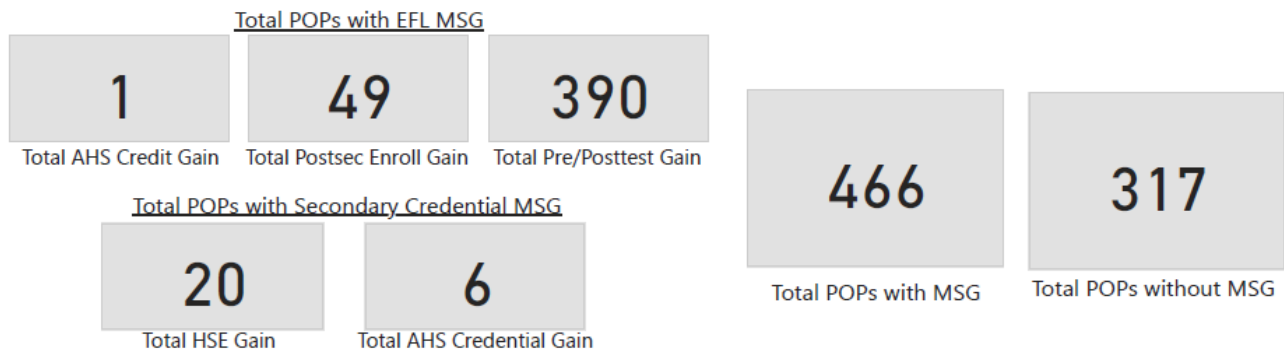 Total POPs with EFL MSG
1
49
390
Total AHS Credit Gain
Total Postsec Enroll Gain
Total Pre/Posttest Gain
Total POPs with Secondary Credential MSG
20
6
Total HSE Gain
Total AHS Credential Gain
466
317
Total POPs with MSG
Total POPs without MSG